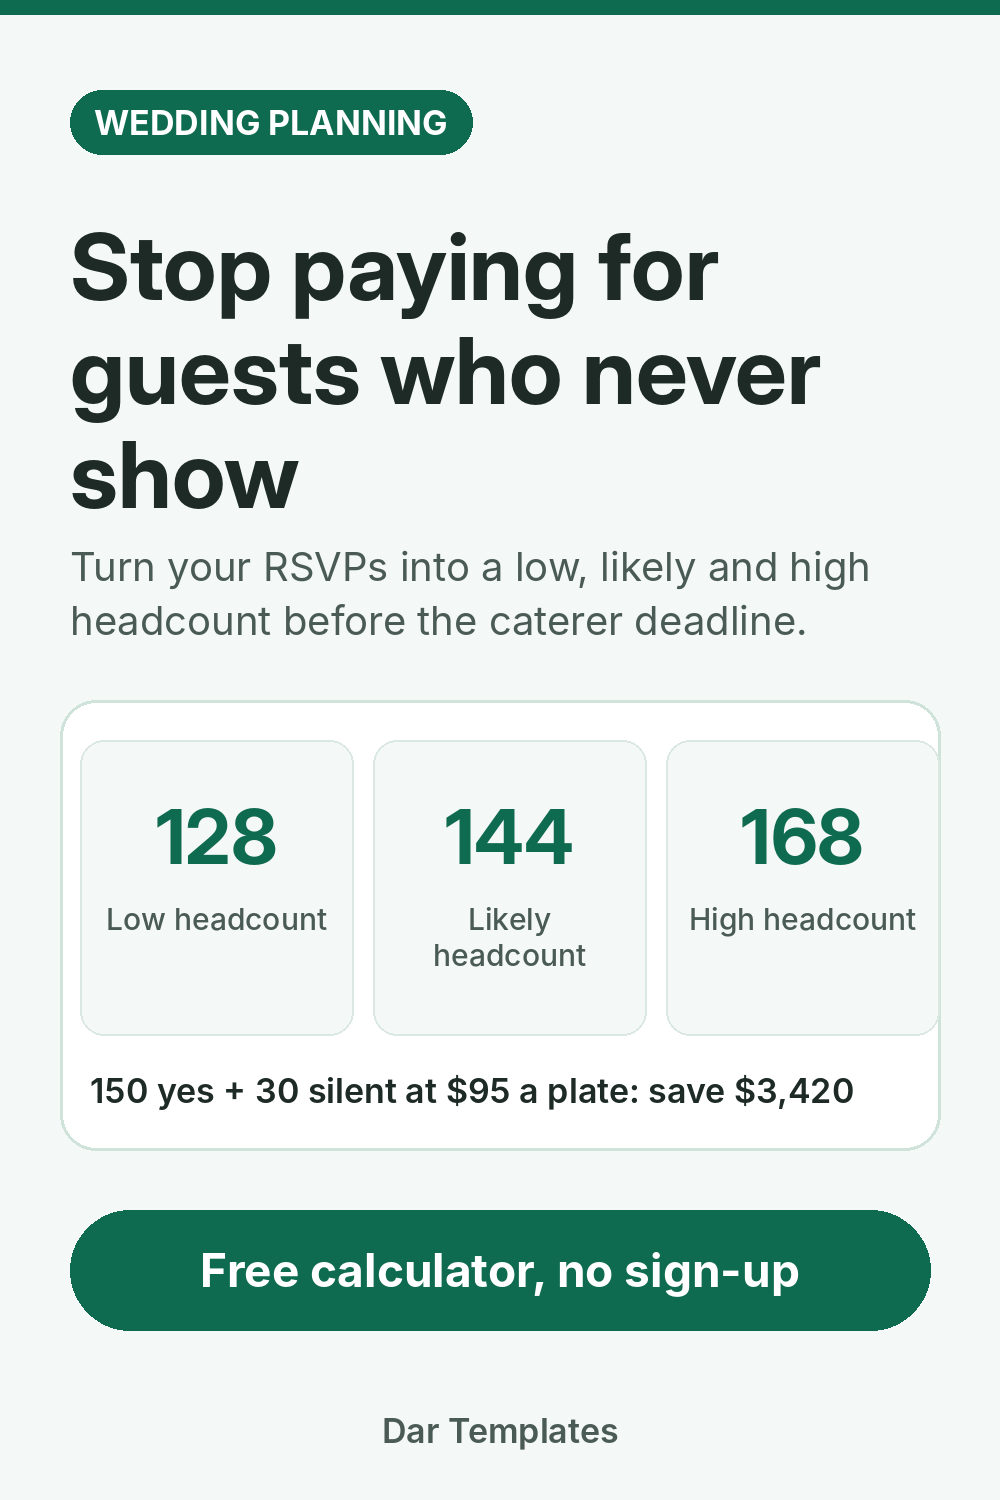 WEDDING PLANNING
Stop paying for
guests who never
show
Turn your RSVPs into a low, likely and high
headcount before the caterer deadline.
128
Low headcount
144
Likely
headcount
168
High headcount
150 yes + 30 silent at $95 a plate: save $3,420
Free calculator, no sign-up
Dar Templates